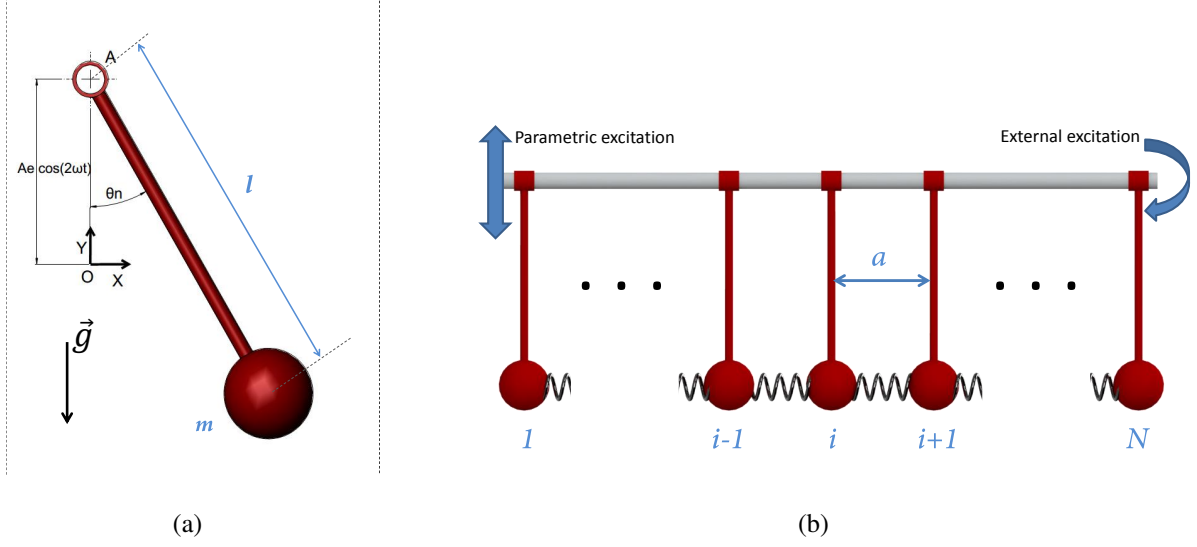 A
Ae cos(2ωt)
θn
l
Y
O
X
g⃗
m
(a)
Parametric excitation
External excitation
a
. . .
. . .
1
i-1
i
i+1
N
(b)